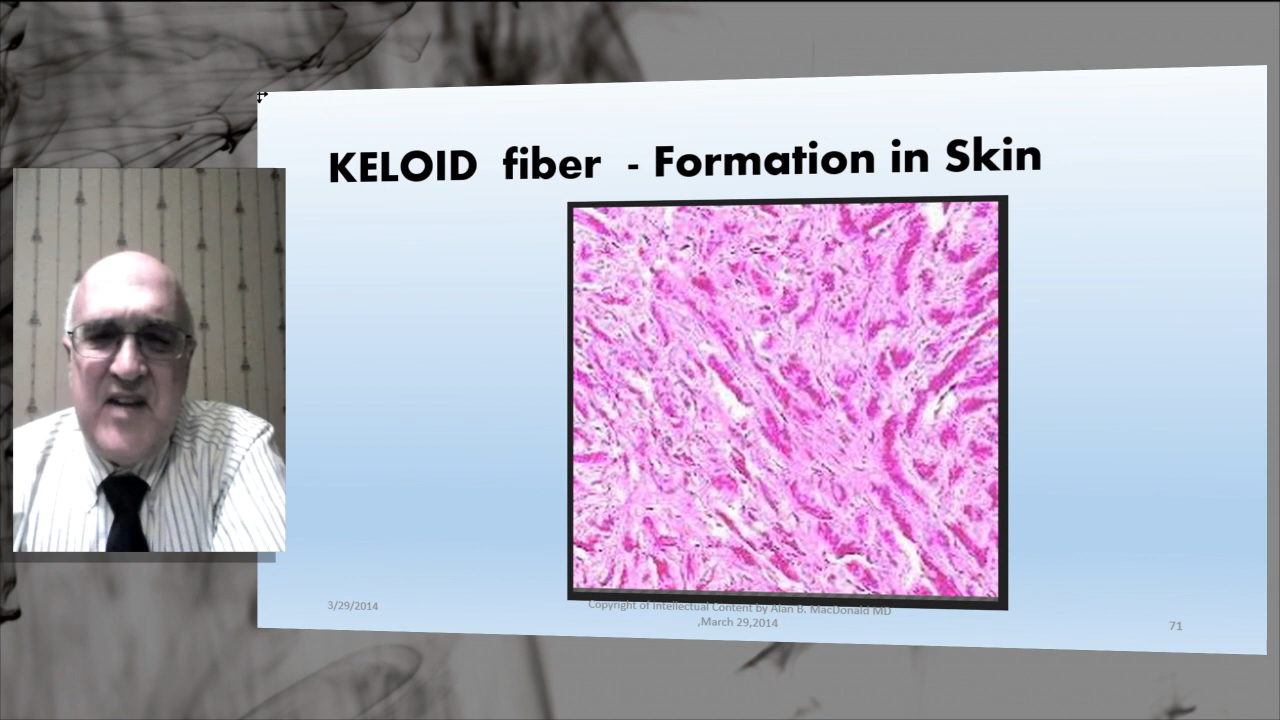 KELOID fiber - Formation in Skin
3/29/2014
Copyright of Intellectual Content by Alan B. MacDonald MD
,March 29,2014
71